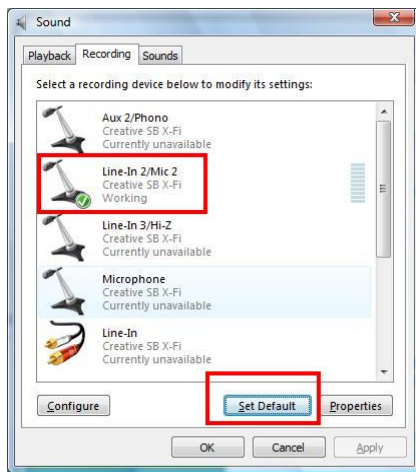 Sound
Playback Recording Sounds
Select a recording device below to modify its settings:
Aux 2/Phono
Creative SB X-Fi
Currently unavailable
Line-In 2/Mic 2
Creative SB X-Fi
Working
Line-In 3/Hi-Z
Creative SB X-Fi
Currently unavailable
Microphone
Creative SB X-Fi
Currently unavailable
Line-In
Creative SB X-Fi
Currently unavailable
Configure Set Default Properties
OK Cancel Apply